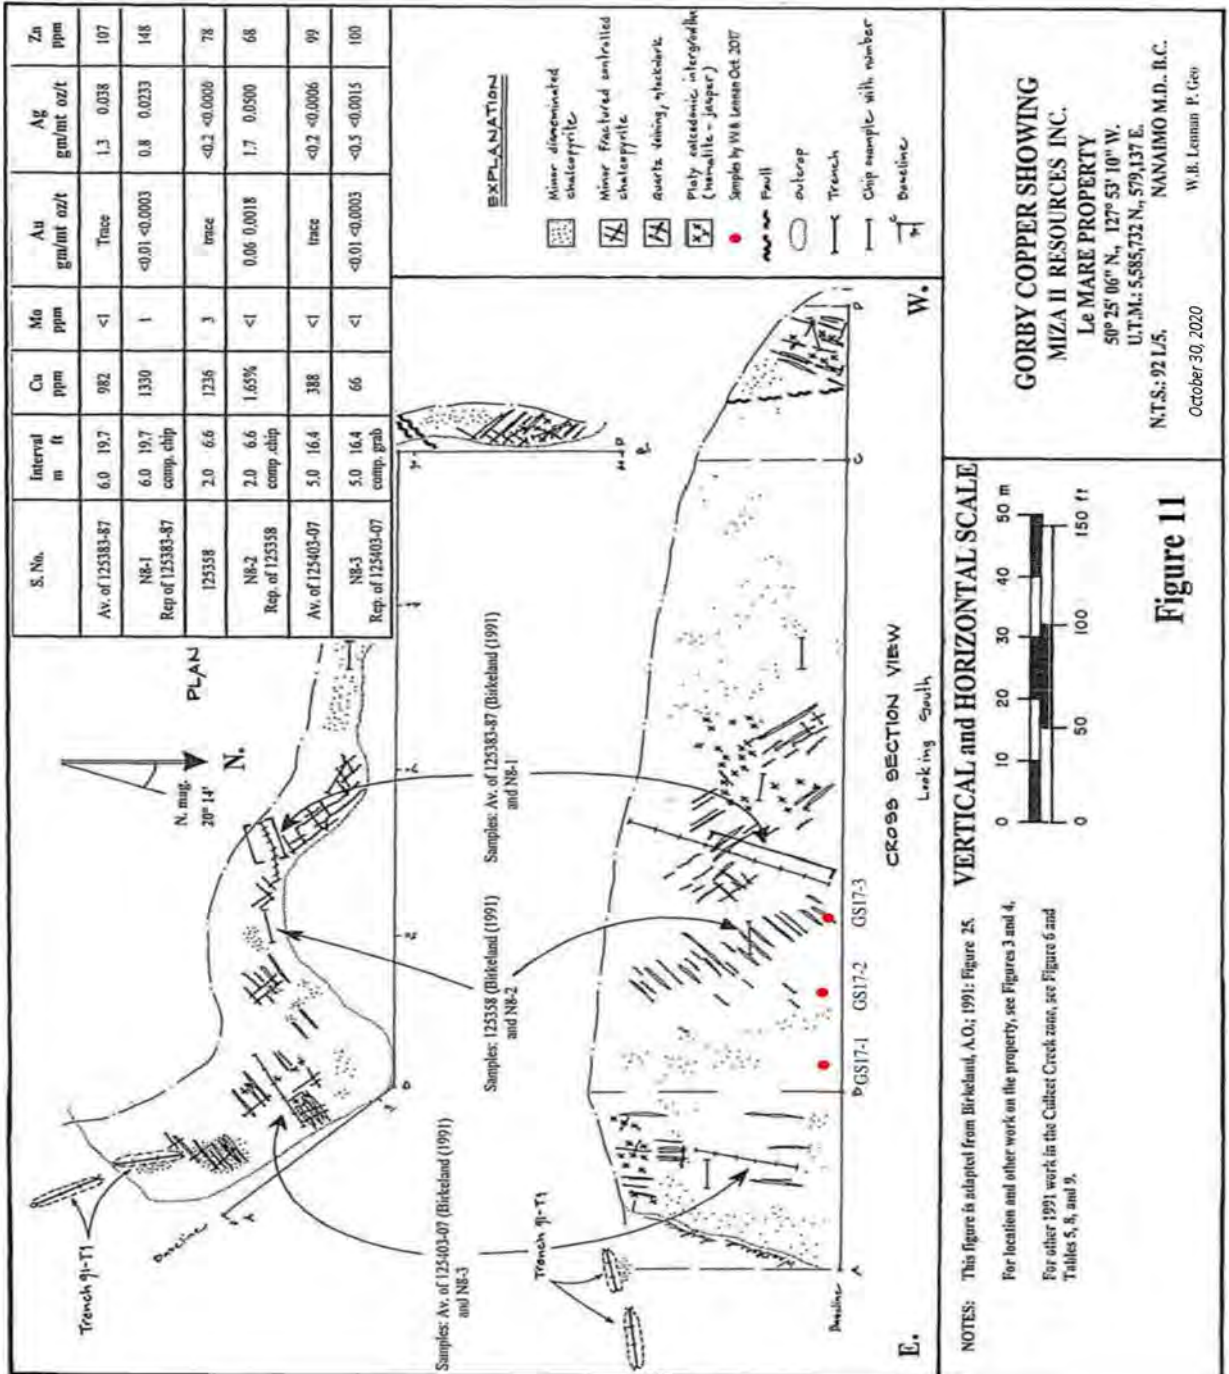 S. No.
Interval
m ft
Cu
ppm
Mo
ppm
Au
gm/mt oz/t
Ag
gm/mt oz/t
Zn
ppm
Av. of 125383-87
6.0 19.7
982
<1
Trace
1.3 0.038
107
N8-1
Rep of 125383-87
6.0 19.7
comp. chip
1330
1
<0.01 <0.0003
0.8 0.0233
148
125358
2.0 6.6
1236
3
trace
<0.2 <0.0006
78
N8-2
Rep. of 125358
2.0 6.6
comp .chip
1.65%
<1
0.06 0.0018
1.7 0.0500
68
Av. of 125403-07
5.0 16.4
388
<1
trace
<0.2 <0.0006
99
N8-3
Rep. of 125403-07
5.0 16.4
comp. grab
66
<1
<0.01 <0.0003
<0.5 <0.0015
100
PLAN
N. mag.
20° 14'
N.
Trench 91-T1
Baseline
Samples: Av. of 125403-07 (Birkeland (1991)
and N8-3
Samples: 125358 (Birkeland (1991)
and N8-2
Samples: Av. of 125383-87 (Birkeland (1991)
and N8-1
EXPLANATION
Minor disseminated
chalcopyrite
Minor fractured controlled
chalcopyrite
Quartz veining, stockwork
Platy calcedonic intergrowths
(hematite - jasper)
Samples by W.B. Lennan Oct. 2017
Fault
Outcrop
Trench
Chip example with number
Baseline
Trench 91-T1
E.
W.
Baseline
A
B
GS17-1
GS17-2
GS17-3
C
D
CROSS SECTION VIEW
Looking South
NOTES: This figure is adapted from Birkeland, A.O.; 1991: Figure 25.
For location and other work on the property, see Figures 3 and 4.
For other 1991 work in the Culleet Creek zone, see Figure 6 and
Tables 5, 8, and 9.
VERTICAL and HORIZONTAL SCALE
0 10 20 30 40 50 m
0 50 100 150 ft
Figure 11
GORBY COPPER SHOWING
MIZA II RESOURCES INC.
Le MARE PROPERTY
50° 25' 06" N., 127° 53' 10" W.
U.T.M.: 5,585,732 N., 579,137 E.
N.T.S.: 92 L/5. NANAIMO M.D.. B.C.
October 30, 2020
W.B. Lennan P. Geo